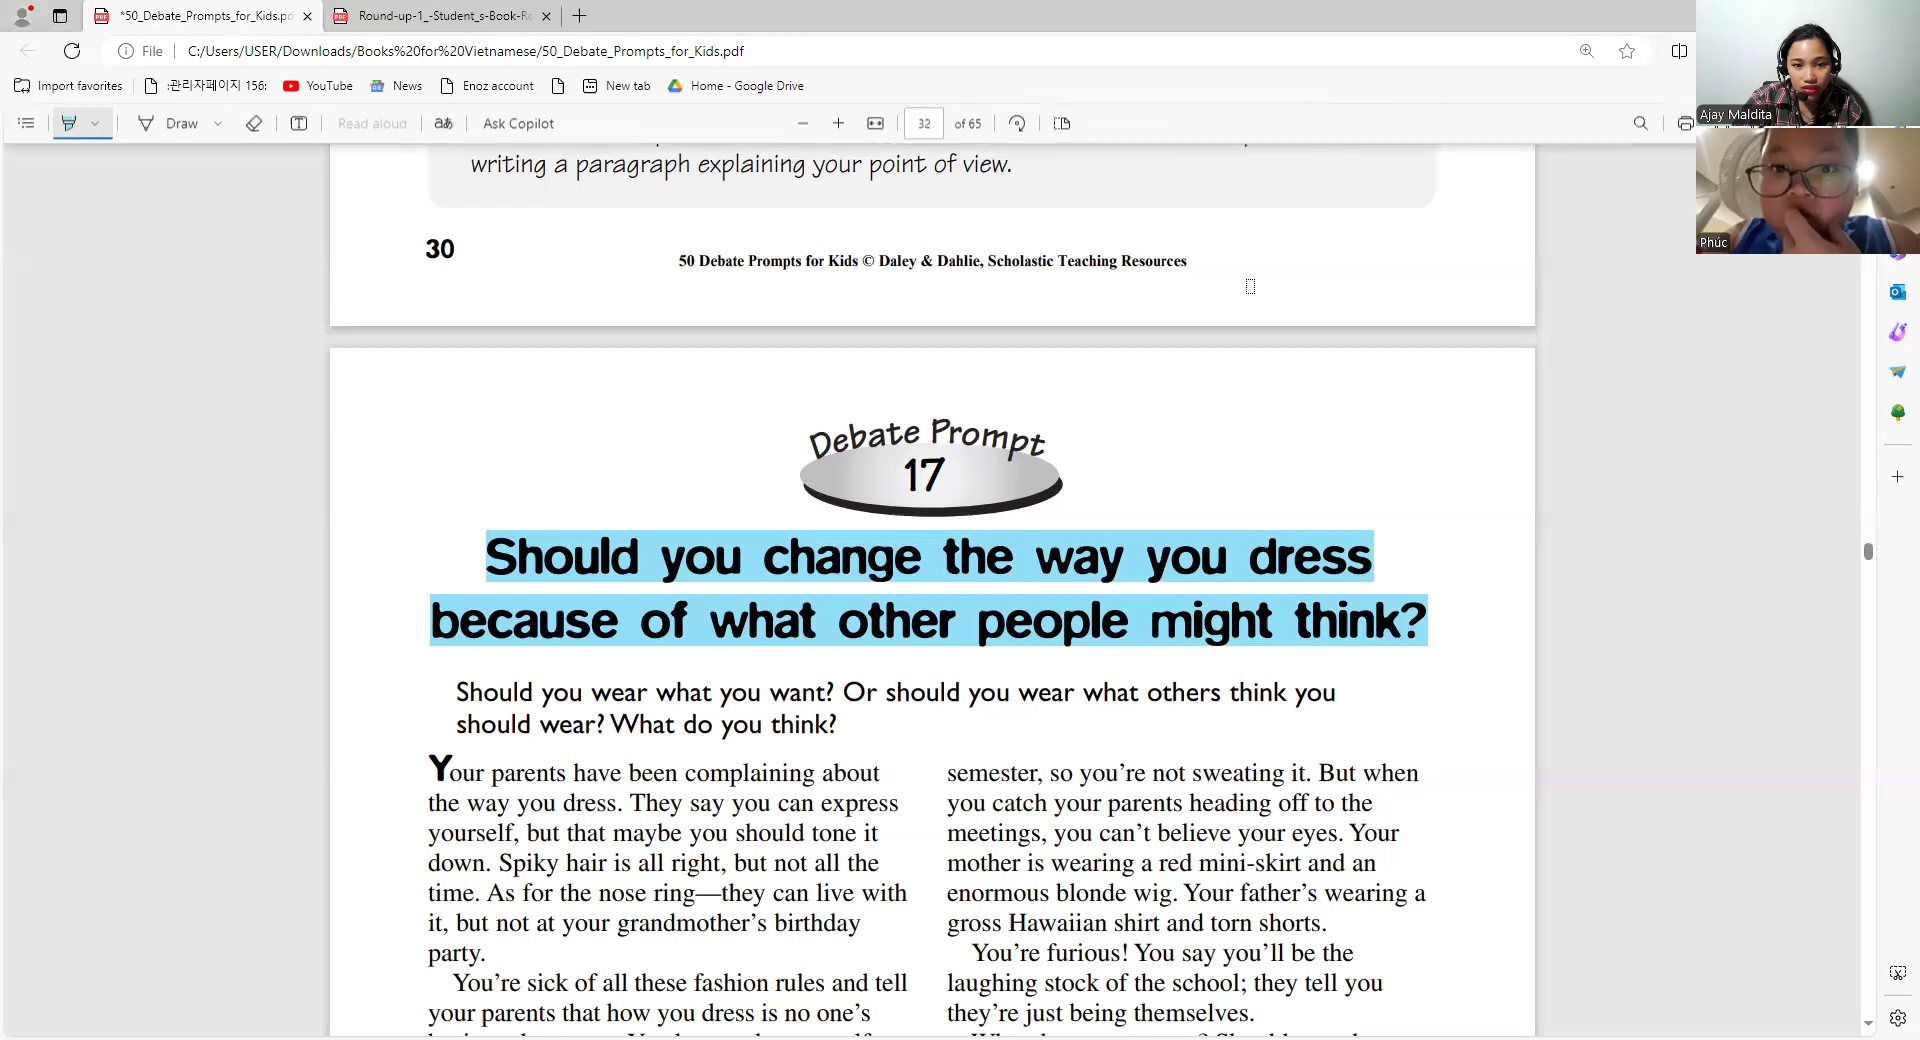 *50_Debate_Prompts_for_Kids.pd
Round-up-1_-Student_s-Book-Ro
File
C:/Users/USER/Downloads/Books%20for%20Vietnamese/50_Debate_Prompts_for_Kids.pdf
Import favorites
:관리자페이지 156:
YouTube
News
Enoz account
New tab
Home - Google Drive
Draw
Read aloud
Ask Copilot
32
of 65
Ajay Maldita
Phúc
writing a paragraph explaining your point of view.
30
50 Debate Prompts for Kids © Daley & Dahlie, Scholastic Teaching Resources
Debate Prompt
17
Should you change the way you dress
because of what other people might think?
Should you wear what you want? Or should you wear what others think you
should wear? What do you think?
Your parents have been complaining about
the way you dress. They say you can express
yourself, but that maybe you should tone it
down. Spiky hair is all right, but not all the
time. As for the nose ring—they can live with
it, but not at your grandmother's birthday
party.
You're sick of all these fashion rules and tell
your parents that how you dress is no one's
semester, so you're not sweating it. But when
you catch your parents heading off to the
meetings, you can't believe your eyes. Your
mother is wearing a red mini-skirt and an
enormous blonde wig. Your father's wearing a
gross Hawaiian shirt and torn shorts.
You're furious! You say you'll be the
laughing stock of the school; they tell you
they're just being themselves.